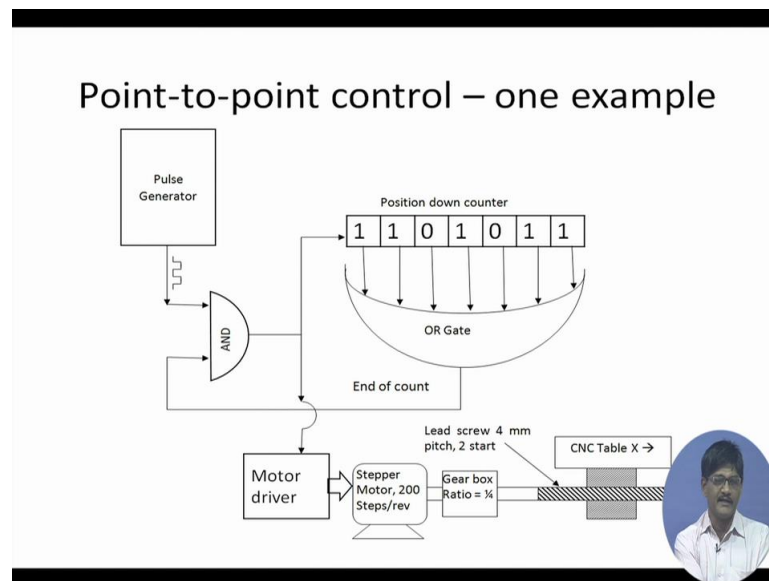 Point-to-point control – one example
Pulse
Generator
Position down counter
1 1 0 1 0 1 1
AND
OR Gate
End of count
Lead screw 4 mm
pitch, 2 start
CNC Table X →
Motor
driver
Stepper
Motor, 200
Steps/rev
Gear box
Ratio = ¼